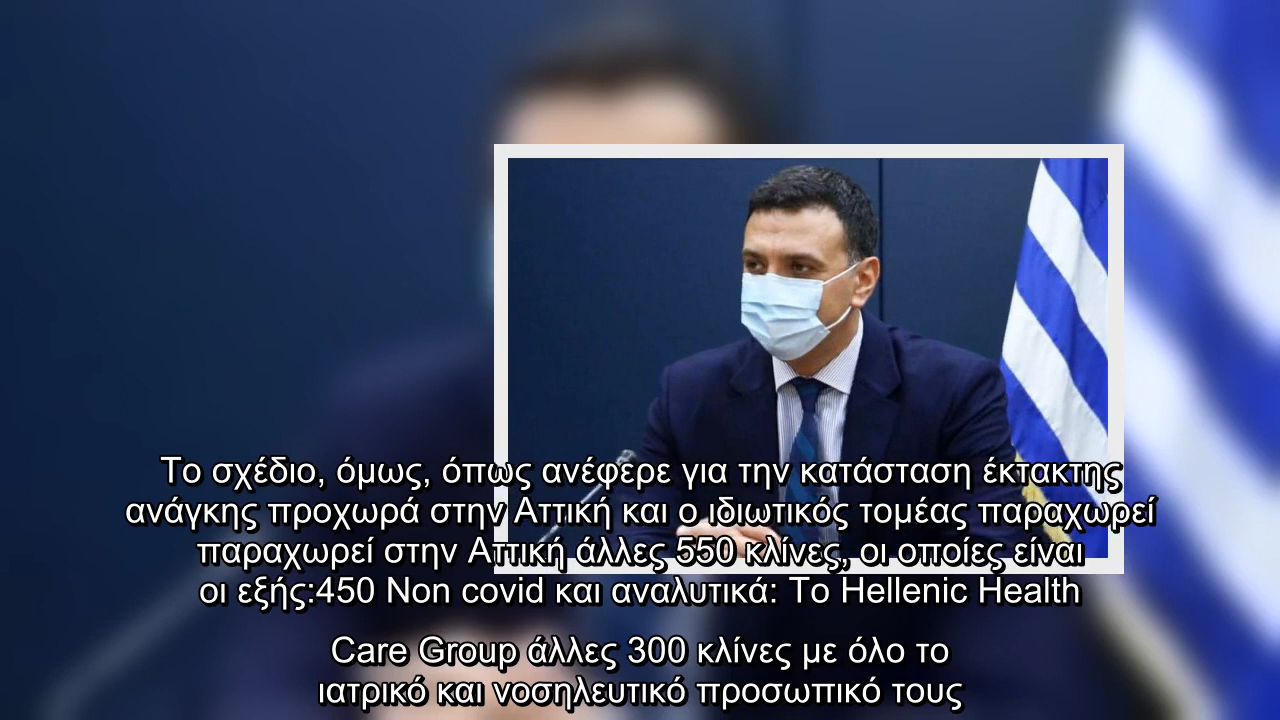 Το σχέδιο, όμως, όπως ανέφερε για την κατάσταση έκτακτης
ανάγκης προχωρά στην Αττική και ο ιδιωτικός τομέας παραχωρεί
παραχωρεί στην Αττική άλλες 550 κλίνες, οι οποίες είναι
οι εξής:450 Non covid και αναλυτικά: Το Hellenic Health
Care Group άλλες 300 κλίνες με όλο το
ιατρικό και νοσηλευτικό προσωπικό τους